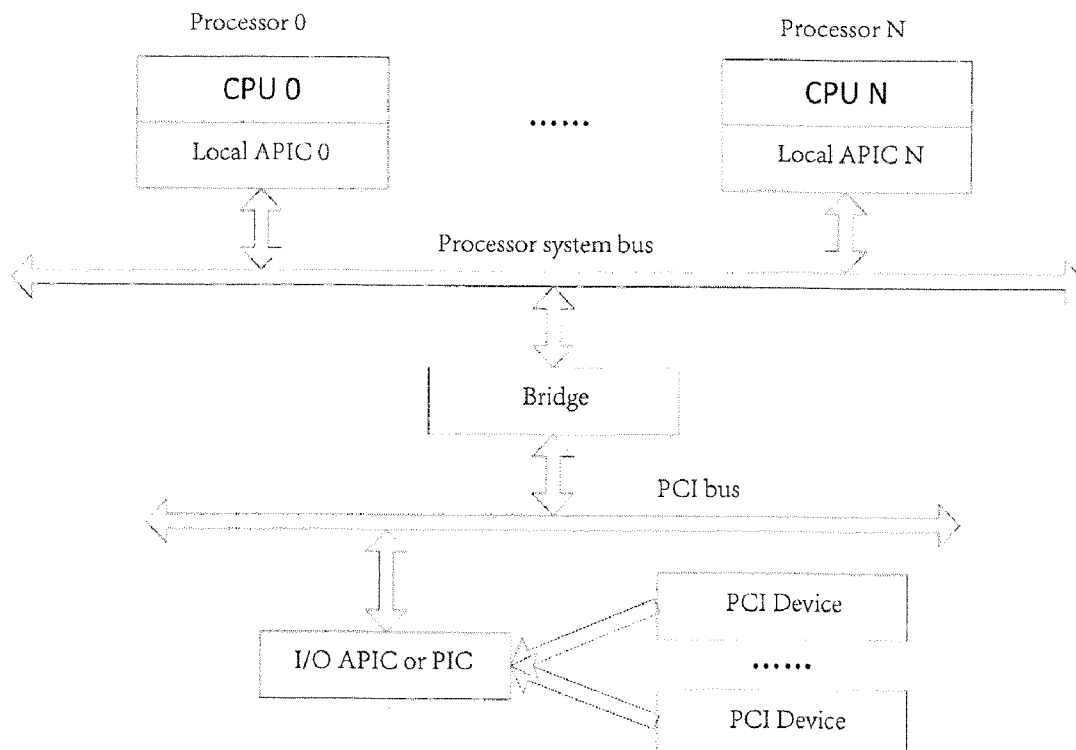 Processor 0
Processor N
CPU 0
CPU N
......
Local APIC 0
Local APIC N
Processor system bus
Bridge
PCI bus
PCI Device
I/O APIC or PIC
......
PCI Device